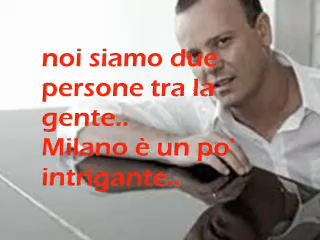 noi siamo due
persone tra la
gente..
Milano è un po'
intrigante..